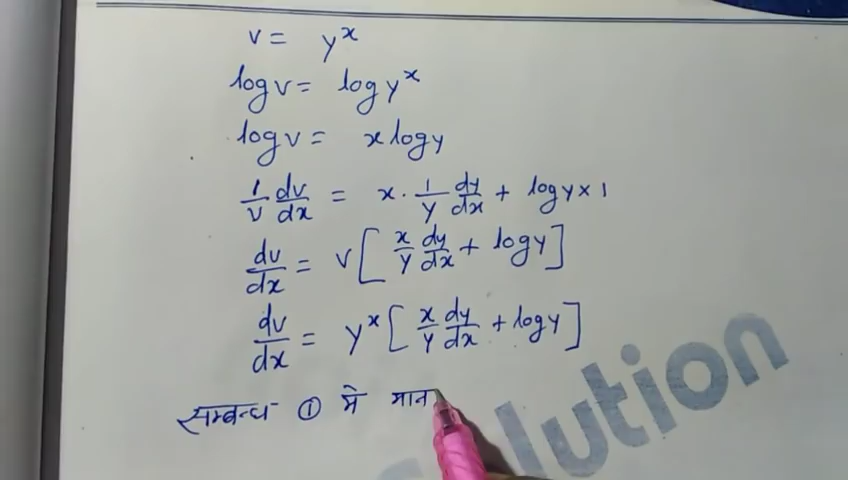 v = y^x
log v = log y^x
log v = x log y
1/v dv/dx = x · 1/y dy/dx + log y × 1
dv/dx = v [ x/y dy/dx + log y ]
dv/dx = y^x [ x/y dy/dx + log y ]
सम्बन्ध ① मे मान
Solution